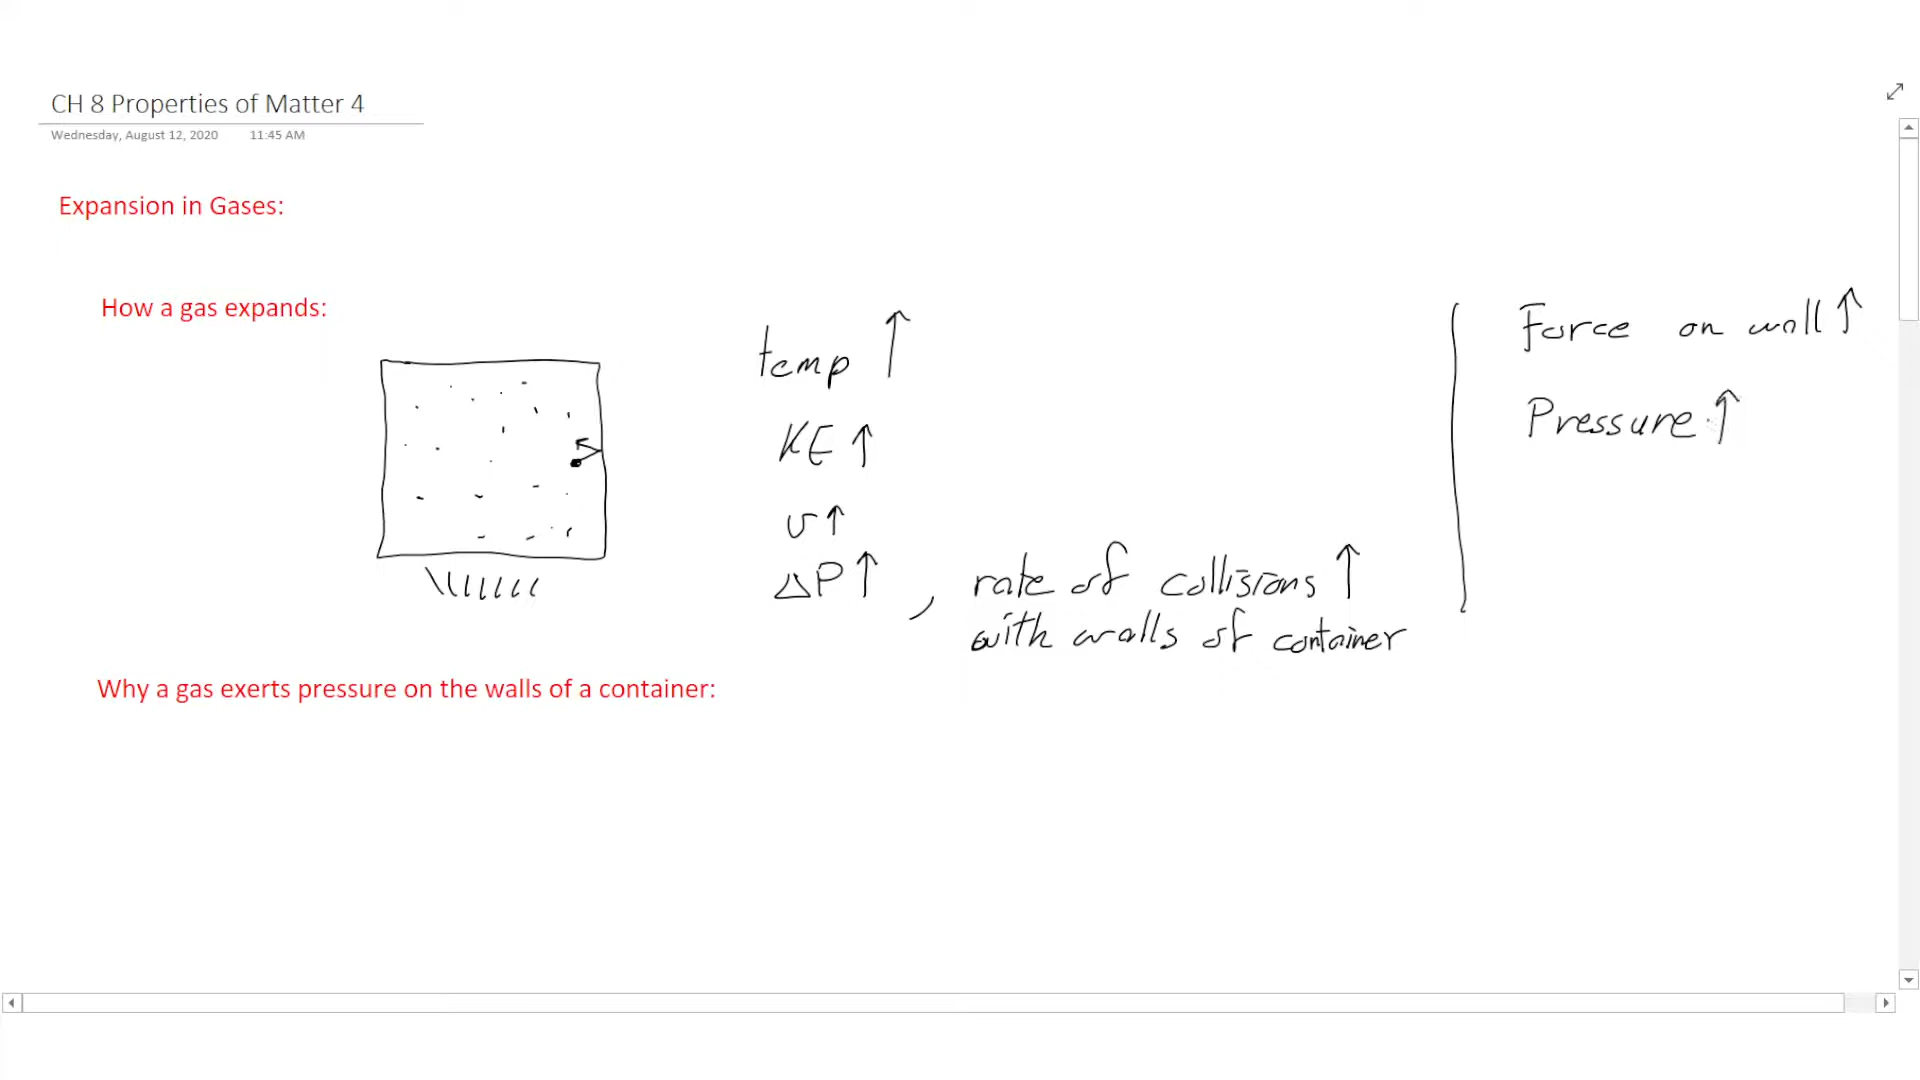 CH 8 Properties of Matter 4
Wednesday, August 12, 2020 11:45 AM
Expansion in Gases:
How a gas expands:
temp ↑
KE ↑
v ↑
ΔP ↑ , rate of collisions ↑
with walls of container
Force on wall ↑
Pressure ↑
Why a gas exerts pressure on the walls of a container: